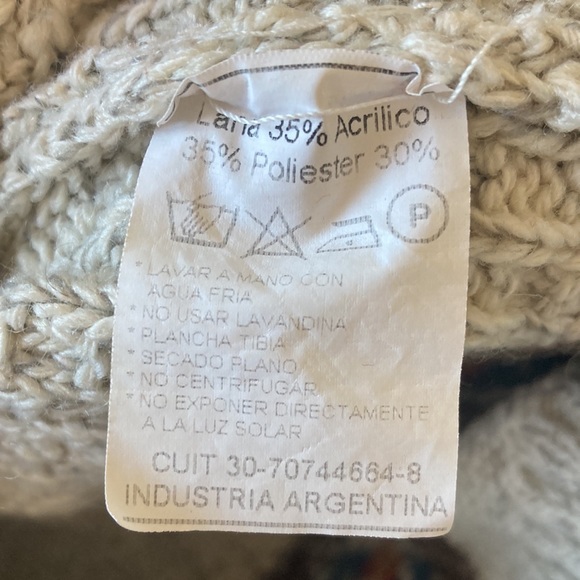 Lana 35% Acrilico
35% Poliester 30%
P
* LAVAR A MANO CON
AGUA FRIA
* NO USAR LAVANDINA
* PLANCHA TIBIA
* SECADO PLANO
* NO CENTRIFUGAR
* NO EXPONER DIRECTAMENTE
A LA LUZ SOLAR
CUIT 30-70744664-8
INDUSTRIA ARGENTINA